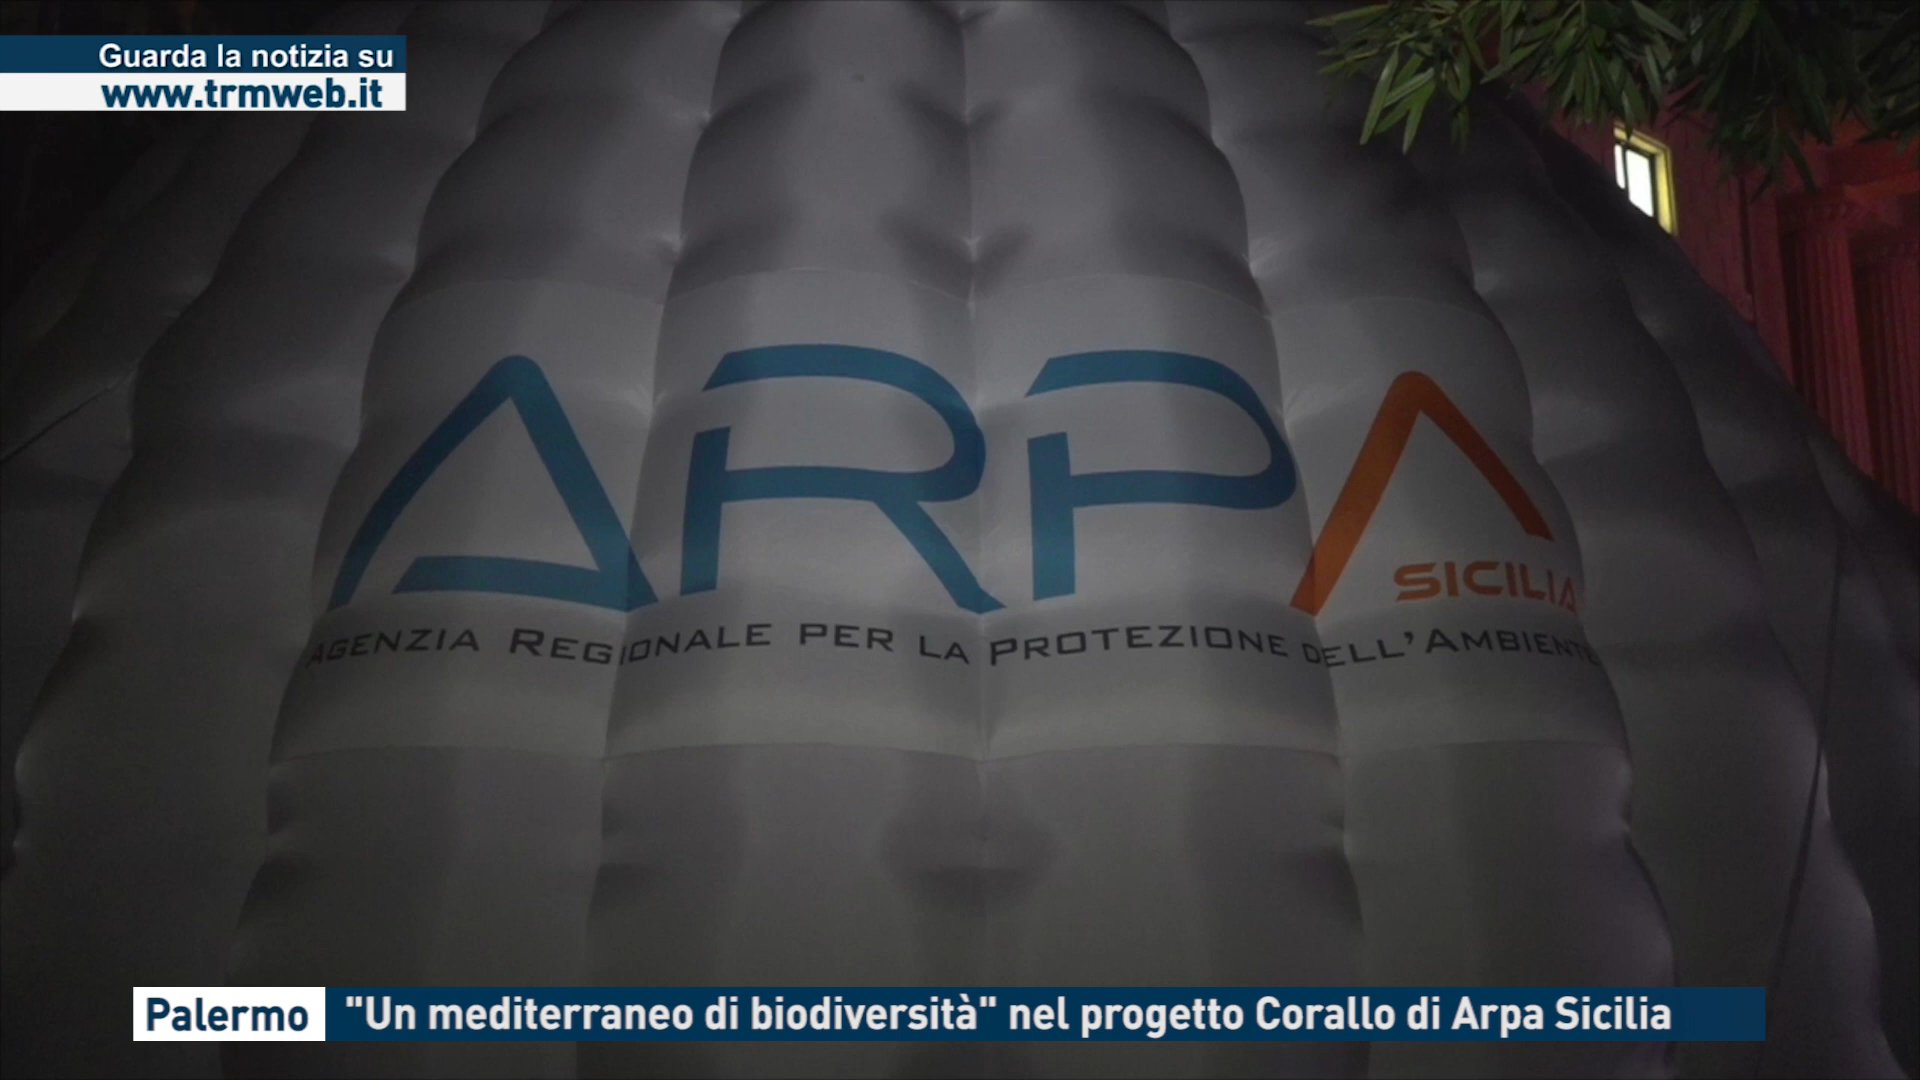 Guarda la notizia su
www.trmweb.it
ARPA
SICILIA
AGENZIA REGIONALE PER LA PROTEZIONE DELL'AMBIENTE
Palermo "Un mediterraneo di biodiversità" nel progetto Corallo di Arpa Sicilia